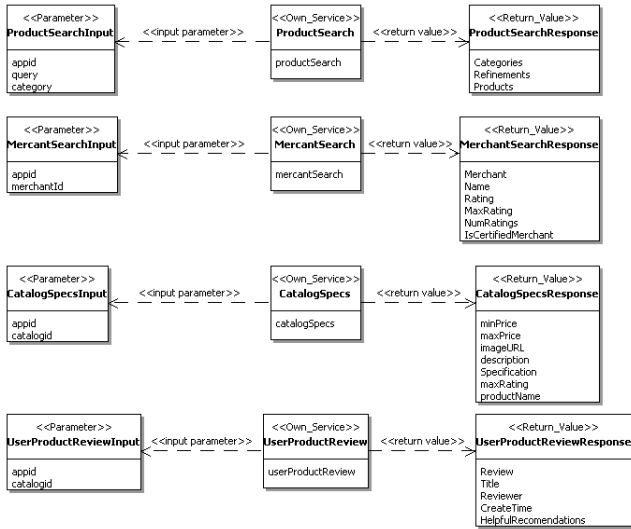 <<Parameter>>
ProductSearchInput
appid
query
category
<<input parameter>>
<<Own_Service>>
ProductSearch
productSearch
<<return value>>
<<Return_Value>>
ProductSearchResponse
Categories
Refinements
Products
<<Parameter>>
MercantSearchInput
appid
merchantId
<<input parameter>>
<<Own_Service>>
MercantSearch
mercantSearch
<<return value>>
<<Return_Value>>
MerchantSearchResponse
Merchant
Name
Rating
MaxRating
NumRatings
IsCertifiedMerchant
<<Parameter>>
CatalogSpecsInput
appid
catalogid
<<input parameter>>
<<Own_Service>>
CatalogSpecs
catalogSpecs
<<return value>>
<<Return_Value>>
CatalogSpecsResponse
minPrice
maxPrice
imageURL
description
Specification
maxRating
productName
<<Parameter>>
UserProductReviewInput
appid
catalogid
<<input parameter>>
<<Own_Service>>
UserProductReview
userProductReview
<<return value>>
<<Return_Value>>
UserProductReviewResponse
Review
Title
Reviewer
CreateTime
HelpfulRecomendations